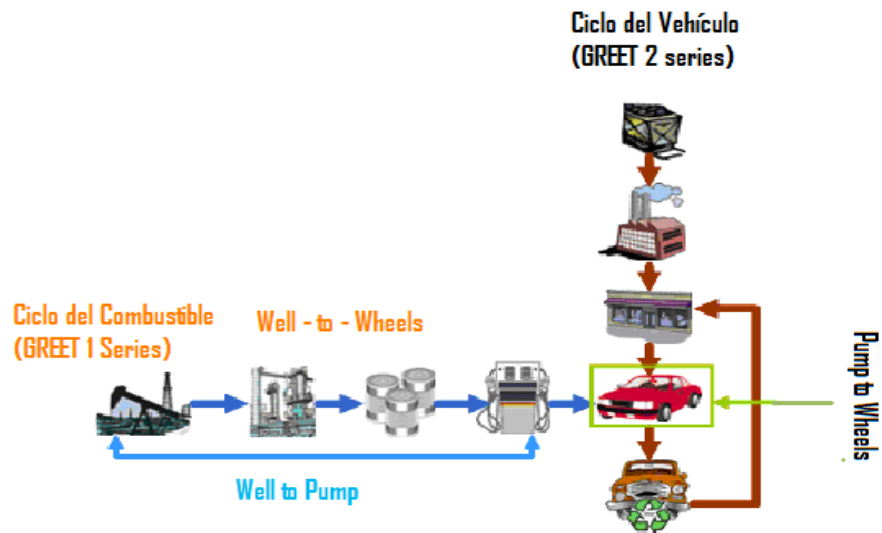 Ciclo del Vehículo
(GREET 2 series)
Ciclo del Combustible
(GREET 1 Series)
Well - to - Wheels
Well to Pump
Pump to Wheels